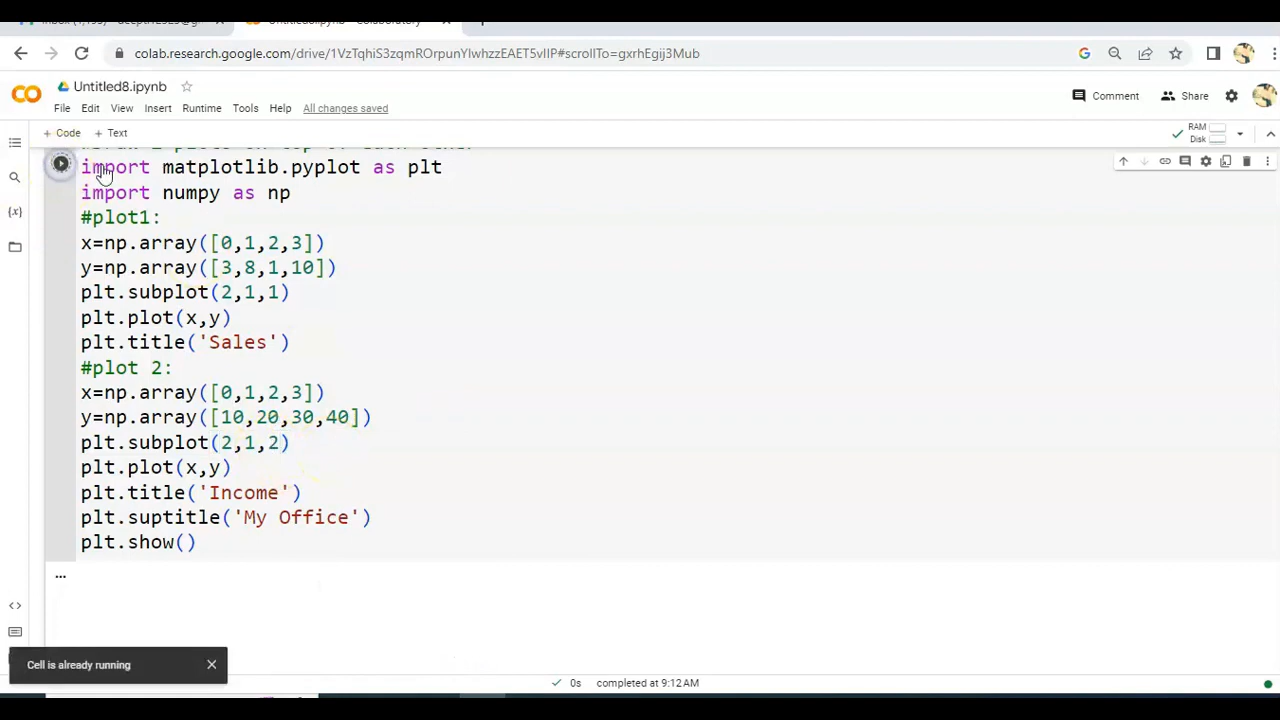 colab.research.google.com/drive/1VzTqhiS3zqmROrpunYIwhzzEAET5vIIP#scrollTo=gxrhEgij3Mub
Untitled8.ipynb
File Edit View Insert Runtime Tools Help All changes saved
Comment Share
+ Code + Text
RAM
Disk
import matplotlib.pyplot as plt
import numpy as np
#plot1:
x=np.array([0,1,2,3])
y=np.array([3,8,1,10])
plt.subplot(2,1,1)
plt.plot(x,y)
plt.title('Sales')
#plot 2:
x=np.array([0,1,2,3])
y=np.array([10,20,30,40])
plt.subplot(2,1,2)
plt.plot(x,y)
plt.title('Income')
plt.suptitle('My Office')
plt.show()
...
Cell is already running
0s completed at 9:12 AM